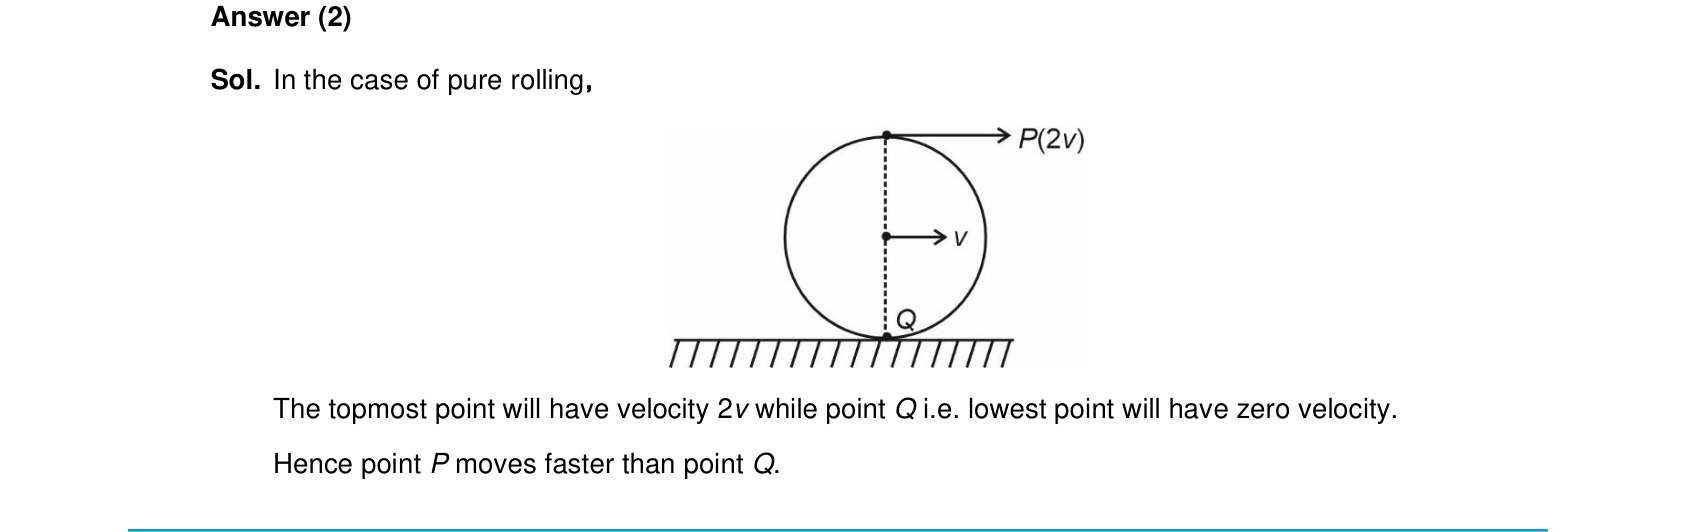 Answer (2)
Sol. In the case of pure rolling,
P(2v)
v
Q
The topmost point will have velocity 2v while point Q i.e. lowest point will have zero velocity.
Hence point P moves faster than point Q.